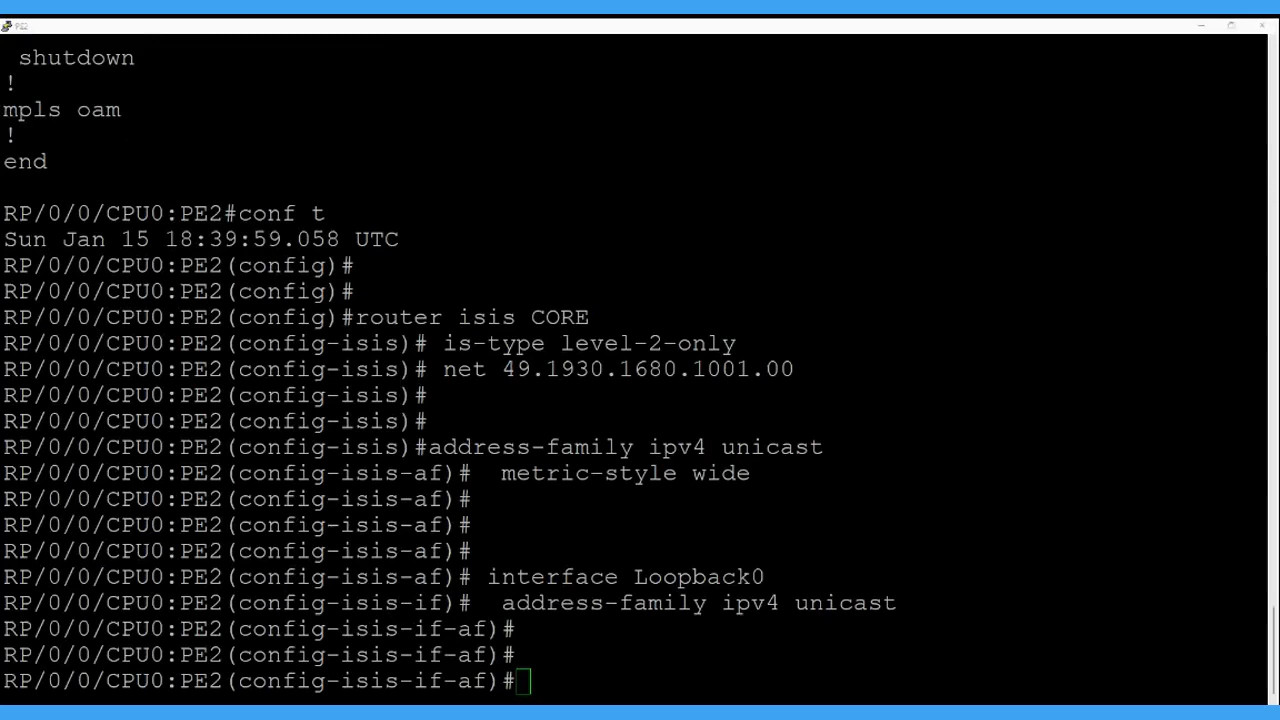 PE2
shutdown
!
mpls oam
!
end
RP/0/0/CPU0:PE2#conf t
Sun Jan 15 18:39:59.058 UTC
RP/0/0/CPU0:PE2(config)#
RP/0/0/CPU0:PE2(config)#
RP/0/0/CPU0:PE2(config)#router isis CORE
RP/0/0/CPU0:PE2(config-isis)# is-type level-2-only
RP/0/0/CPU0:PE2(config-isis)# net 49.1930.1680.1001.00
RP/0/0/CPU0:PE2(config-isis)#
RP/0/0/CPU0:PE2(config-isis)#
RP/0/0/CPU0:PE2(config-isis)#address-family ipv4 unicast
RP/0/0/CPU0:PE2(config-isis-af)#  metric-style wide
RP/0/0/CPU0:PE2(config-isis-af)#
RP/0/0/CPU0:PE2(config-isis-af)#
RP/0/0/CPU0:PE2(config-isis-af)#
RP/0/0/CPU0:PE2(config-isis-af)# interface Loopback0
RP/0/0/CPU0:PE2(config-isis-if)#  address-family ipv4 unicast
RP/0/0/CPU0:PE2(config-isis-if-af)#
RP/0/0/CPU0:PE2(config-isis-if-af)#
RP/0/0/CPU0:PE2(config-isis-if-af)#